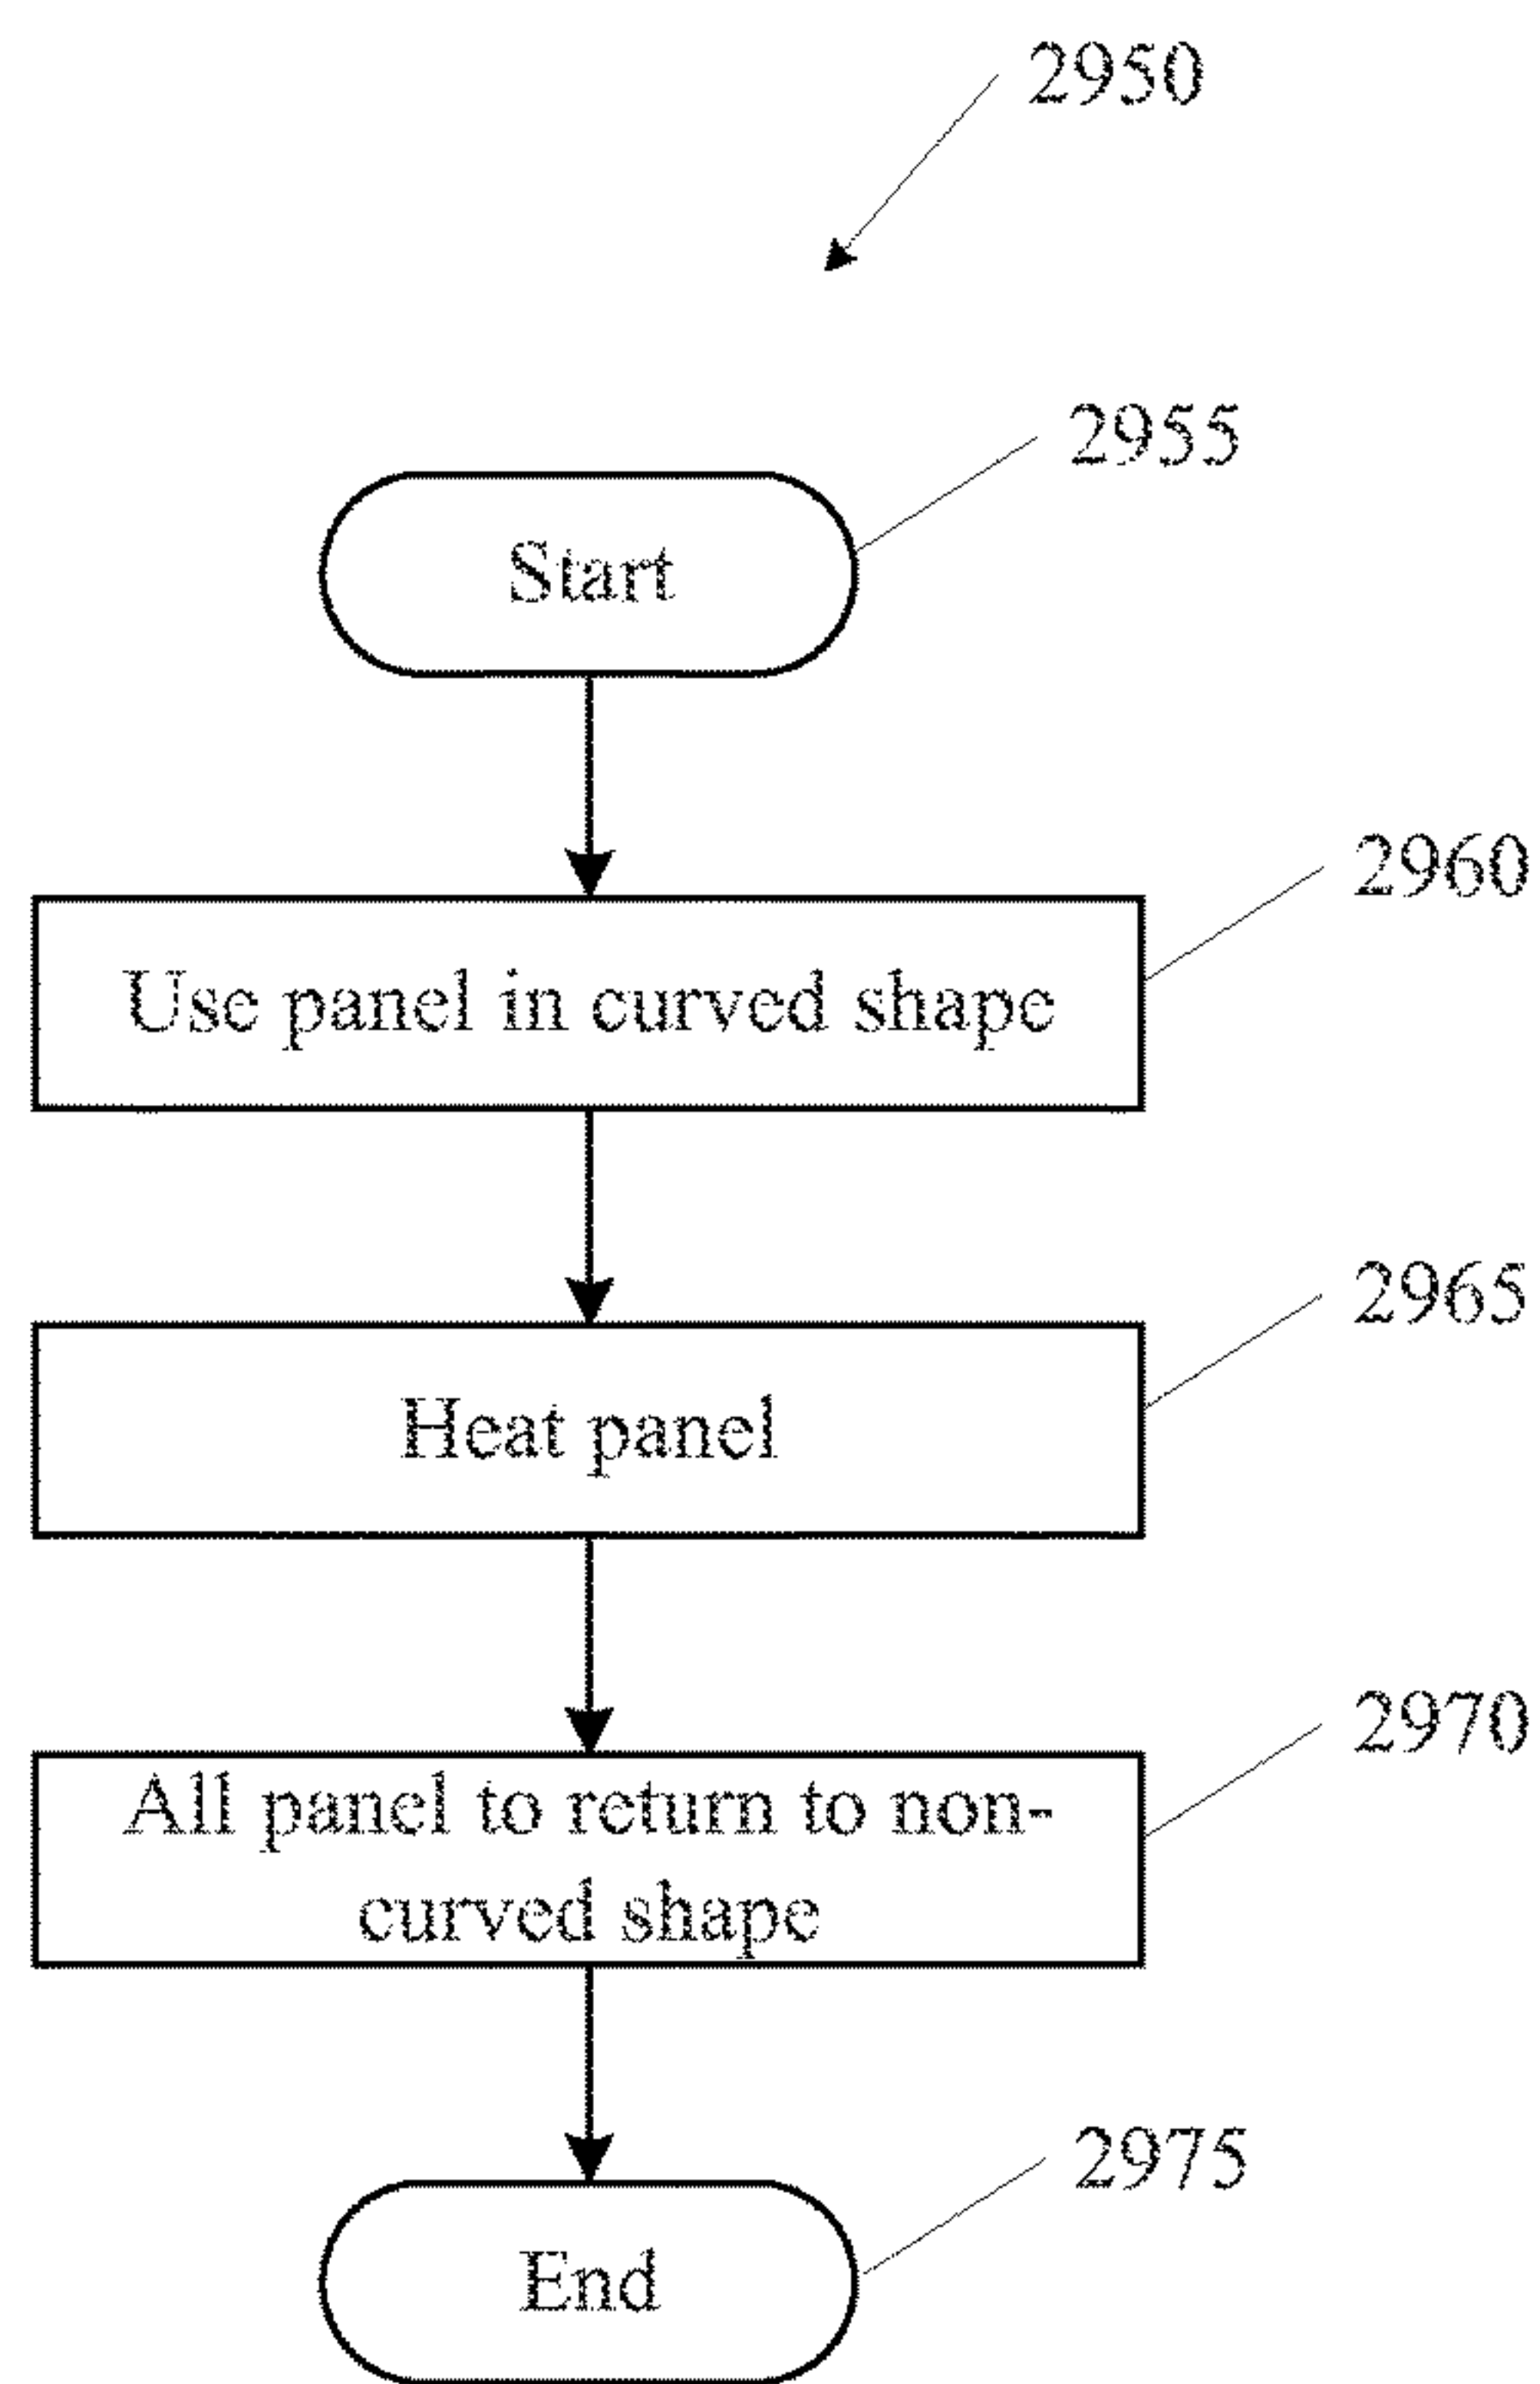 2950
2955
Start
2960
Use panel in curved shape
2965
Heat panel
2970
All panel to return to non-
curved shape
2975
End